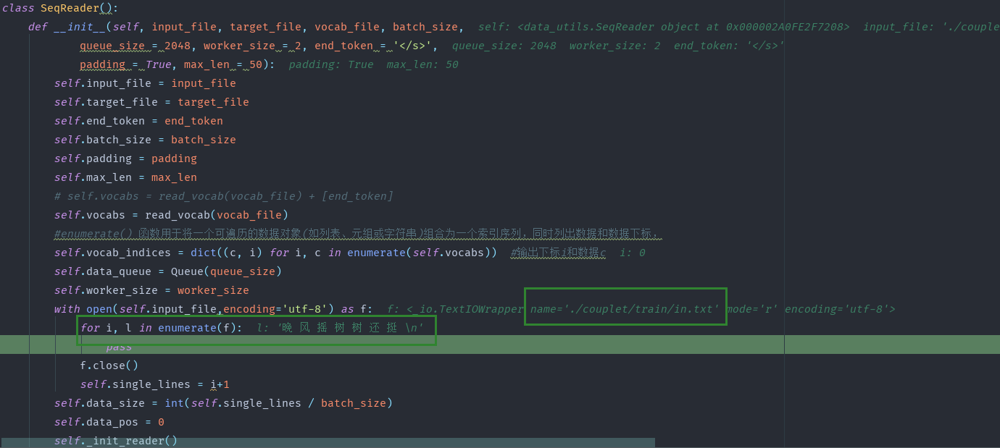 class SeqReader():
def __init__(self, input_file, target_file, vocab_file, batch_size,  self: <data_utils.SeqReader object at 0x000002A0FE2F7208>  input_file: './couple
queue_size = 2048, worker_size = 2, end_token = '</s>',  queue_size: 2048  worker_size: 2  end_token: '</s>'
padding = True, max_len = 50):  padding: True  max_len: 50
self.input_file = input_file
self.target_file = target_file
self.end_token = end_token
self.batch_size = batch_size
self.padding = padding
self.max_len = max_len
# self.vocabs = read_vocab(vocab_file) + [end_token]
self.vocabs = read_vocab(vocab_file)
#enumerate() 函数用于将一个可遍历的数据对象(如列表、元组或字符串)组合为一个索引序列，同时列出数据和数据下标，
self.vocab_indices = dict((c, i) for i, c in enumerate(self.vocabs))  #输出下标i和数据c  i: 0
self.data_queue = Queue(queue_size)
self.worker_size = worker_size
with open(self.input_file,encoding='utf-8') as f:  f: <_io.TextIOWrapper name='./couplet/train/in.txt' mode='r' encoding='utf-8'>
for i, l in enumerate(f):  l: '晚 风 摇 树 树 还 挺 \n'
pass
f.close()
self.single_lines = i+1
self.data_size = int(self.single_lines / batch_size)
self.data_pos = 0
self._init_reader()